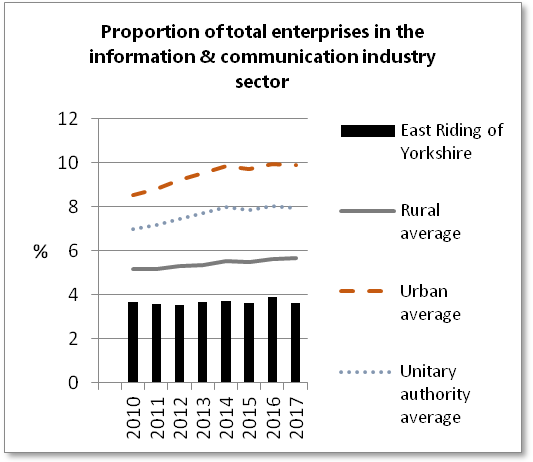 Proportion of total enterprises in the
information & communication industry
sector
12
10
8
6
4
2
0
%
2010
2011
2012
2013
2014
2015
2016
2017
East Riding of
Yorkshire
Rural
average
Urban
average
Unitary
authority
average